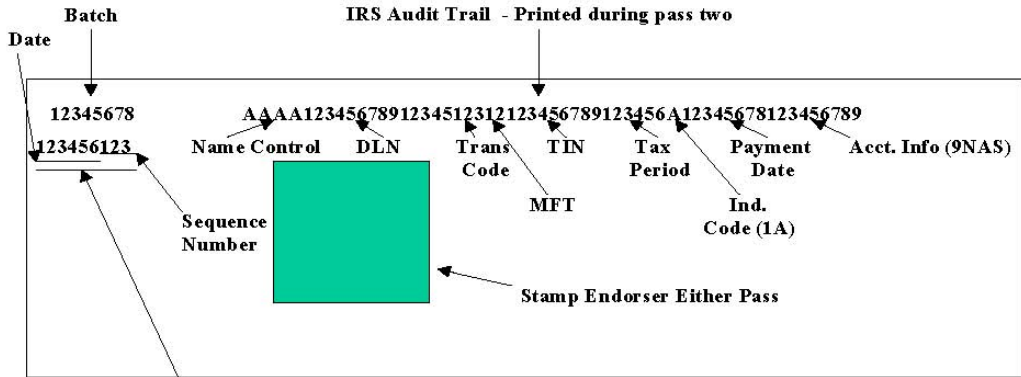 Batch
IRS Audit Trail - Printed during pass two
Date
12345678
AAAA1234567891234512312123456789123456A12345678123456789
123456123
Name Control
DLN
Trans
Code
TIN
Tax
Period
Payment
Date
Acct. Info (9NAS)
MFT
Ind.
Code (1A)
Sequence
Number
Stamp Endorser Either Pass